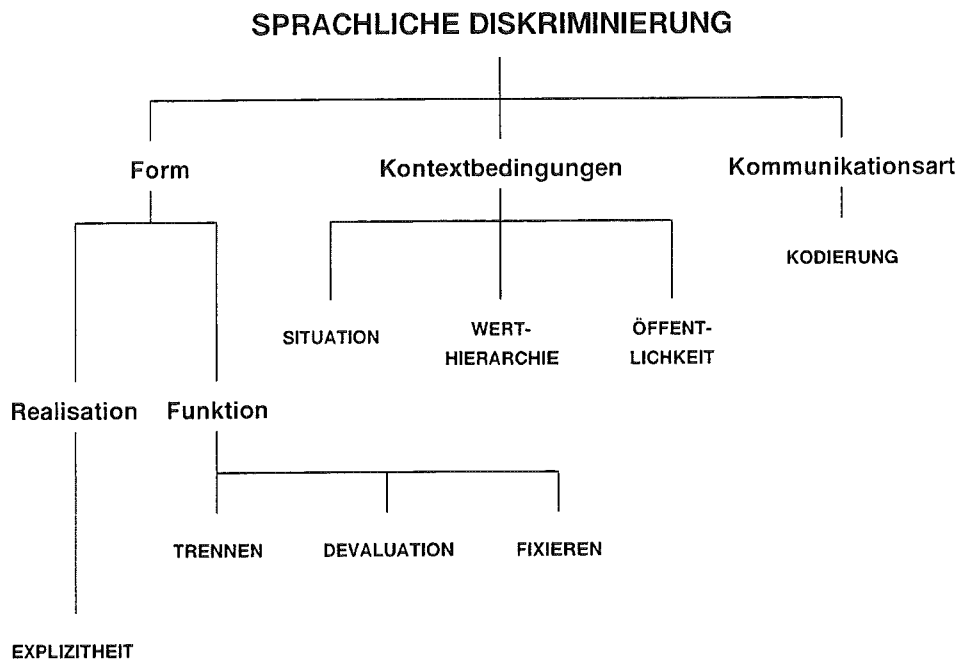 SPRACHLICHE DISKRIMINIERUNG
Form
Kontextbedingungen
Kommunikationsart
KODIERUNG
SITUATION
WERT-
HIERARCHIE
ÖFFENT-
LICHKEIT
Realisation
Funktion
TRENNEN
DEVALUATION
FIXIEREN
EXPLIZITHEIT